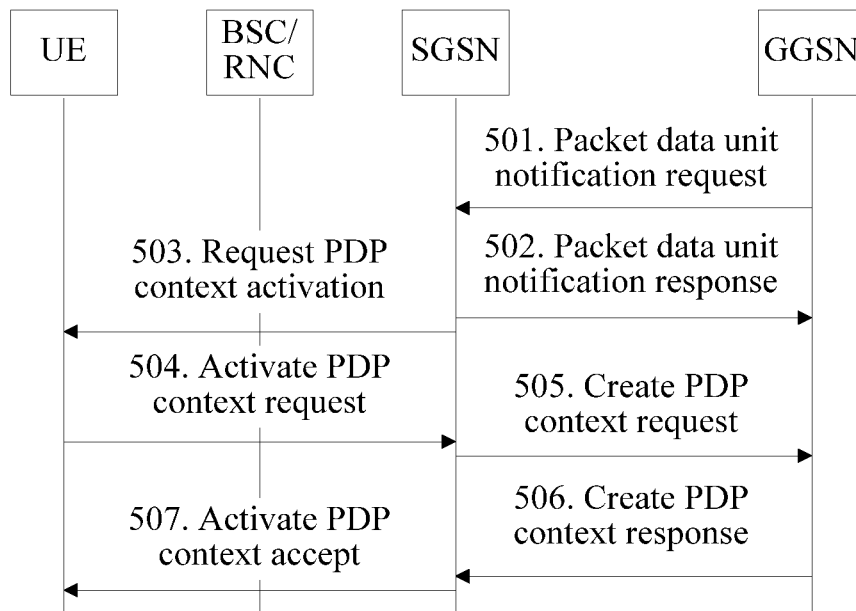 UE
BSC/
RNC
SGSN
GGSN
501. Packet data unit
notification request
503. Request PDP
context activation
502. Packet data unit
notification response
504. Activate PDP
context request
505. Create PDP
context request
506. Create PDP
context response
507. Activate PDP
context accept